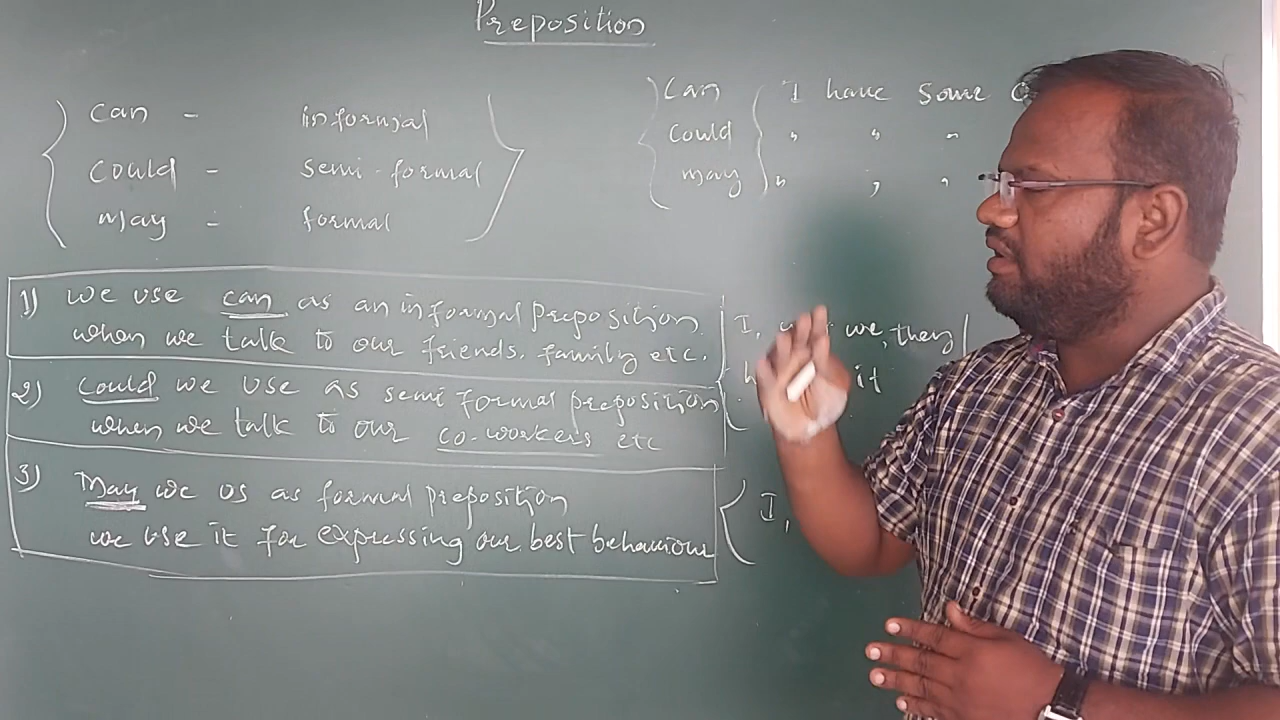 Preposition
can - informal
could - semi-formal
may - formal
Can I have some
could " " "
may " " "
1) we use can as an informal preposition
when we talk to our friends, family etc.
2) Could we use as semi formal preposition
when we talk to our co-workers etc
3) May we us as formal preposition
we use it for expressing our best behaviour
I, we, they
it
I,